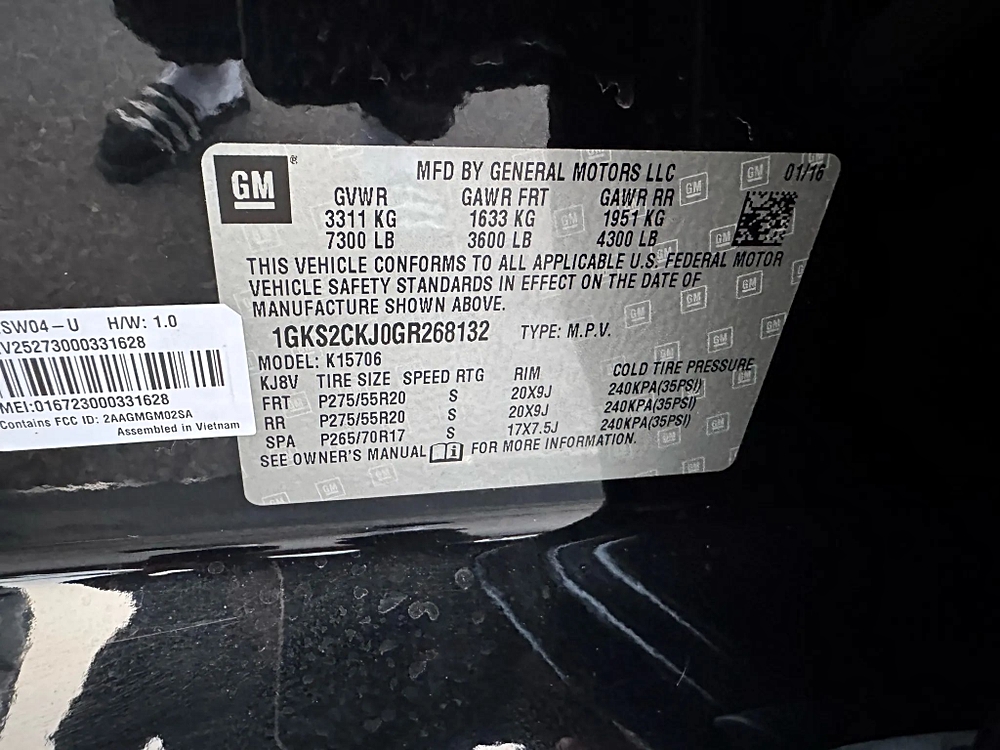 GM
MFD BY GENERAL MOTORS LLC 01/16
GVWR GAWR FRT GAWR RR
3311 KG 1633 KG 1951 KG
7300 LB 3600 LB 4300 LB
THIS VEHICLE CONFORMS TO ALL APPLICABLE U.S. FEDERAL MOTOR
VEHICLE SAFETY STANDARDS IN EFFECT ON THE DATE OF
MANUFACTURE SHOWN ABOVE.
1GKS2CKJ0GR268132 TYPE: M.P.V.
MODEL: K15706
KJ8V TIRE SIZE SPEED RTG RIM COLD TIRE PRESSURE
FRT P275/55R20 S 20X9J 240KPA(35PSI)
RR P275/55R20 S 20X9J 240KPA(35PSI)
SPA P265/70R17 S 17X7.5J 240KPA(35PSI)
SEE OWNER'S MANUAL FOR MORE INFORMATION.
SW04-U H/W: 1.0
V25273000331628
MEI:016723000331628
Contains FCC ID: 2AAGMGM02SA
Assembled in Vietnam